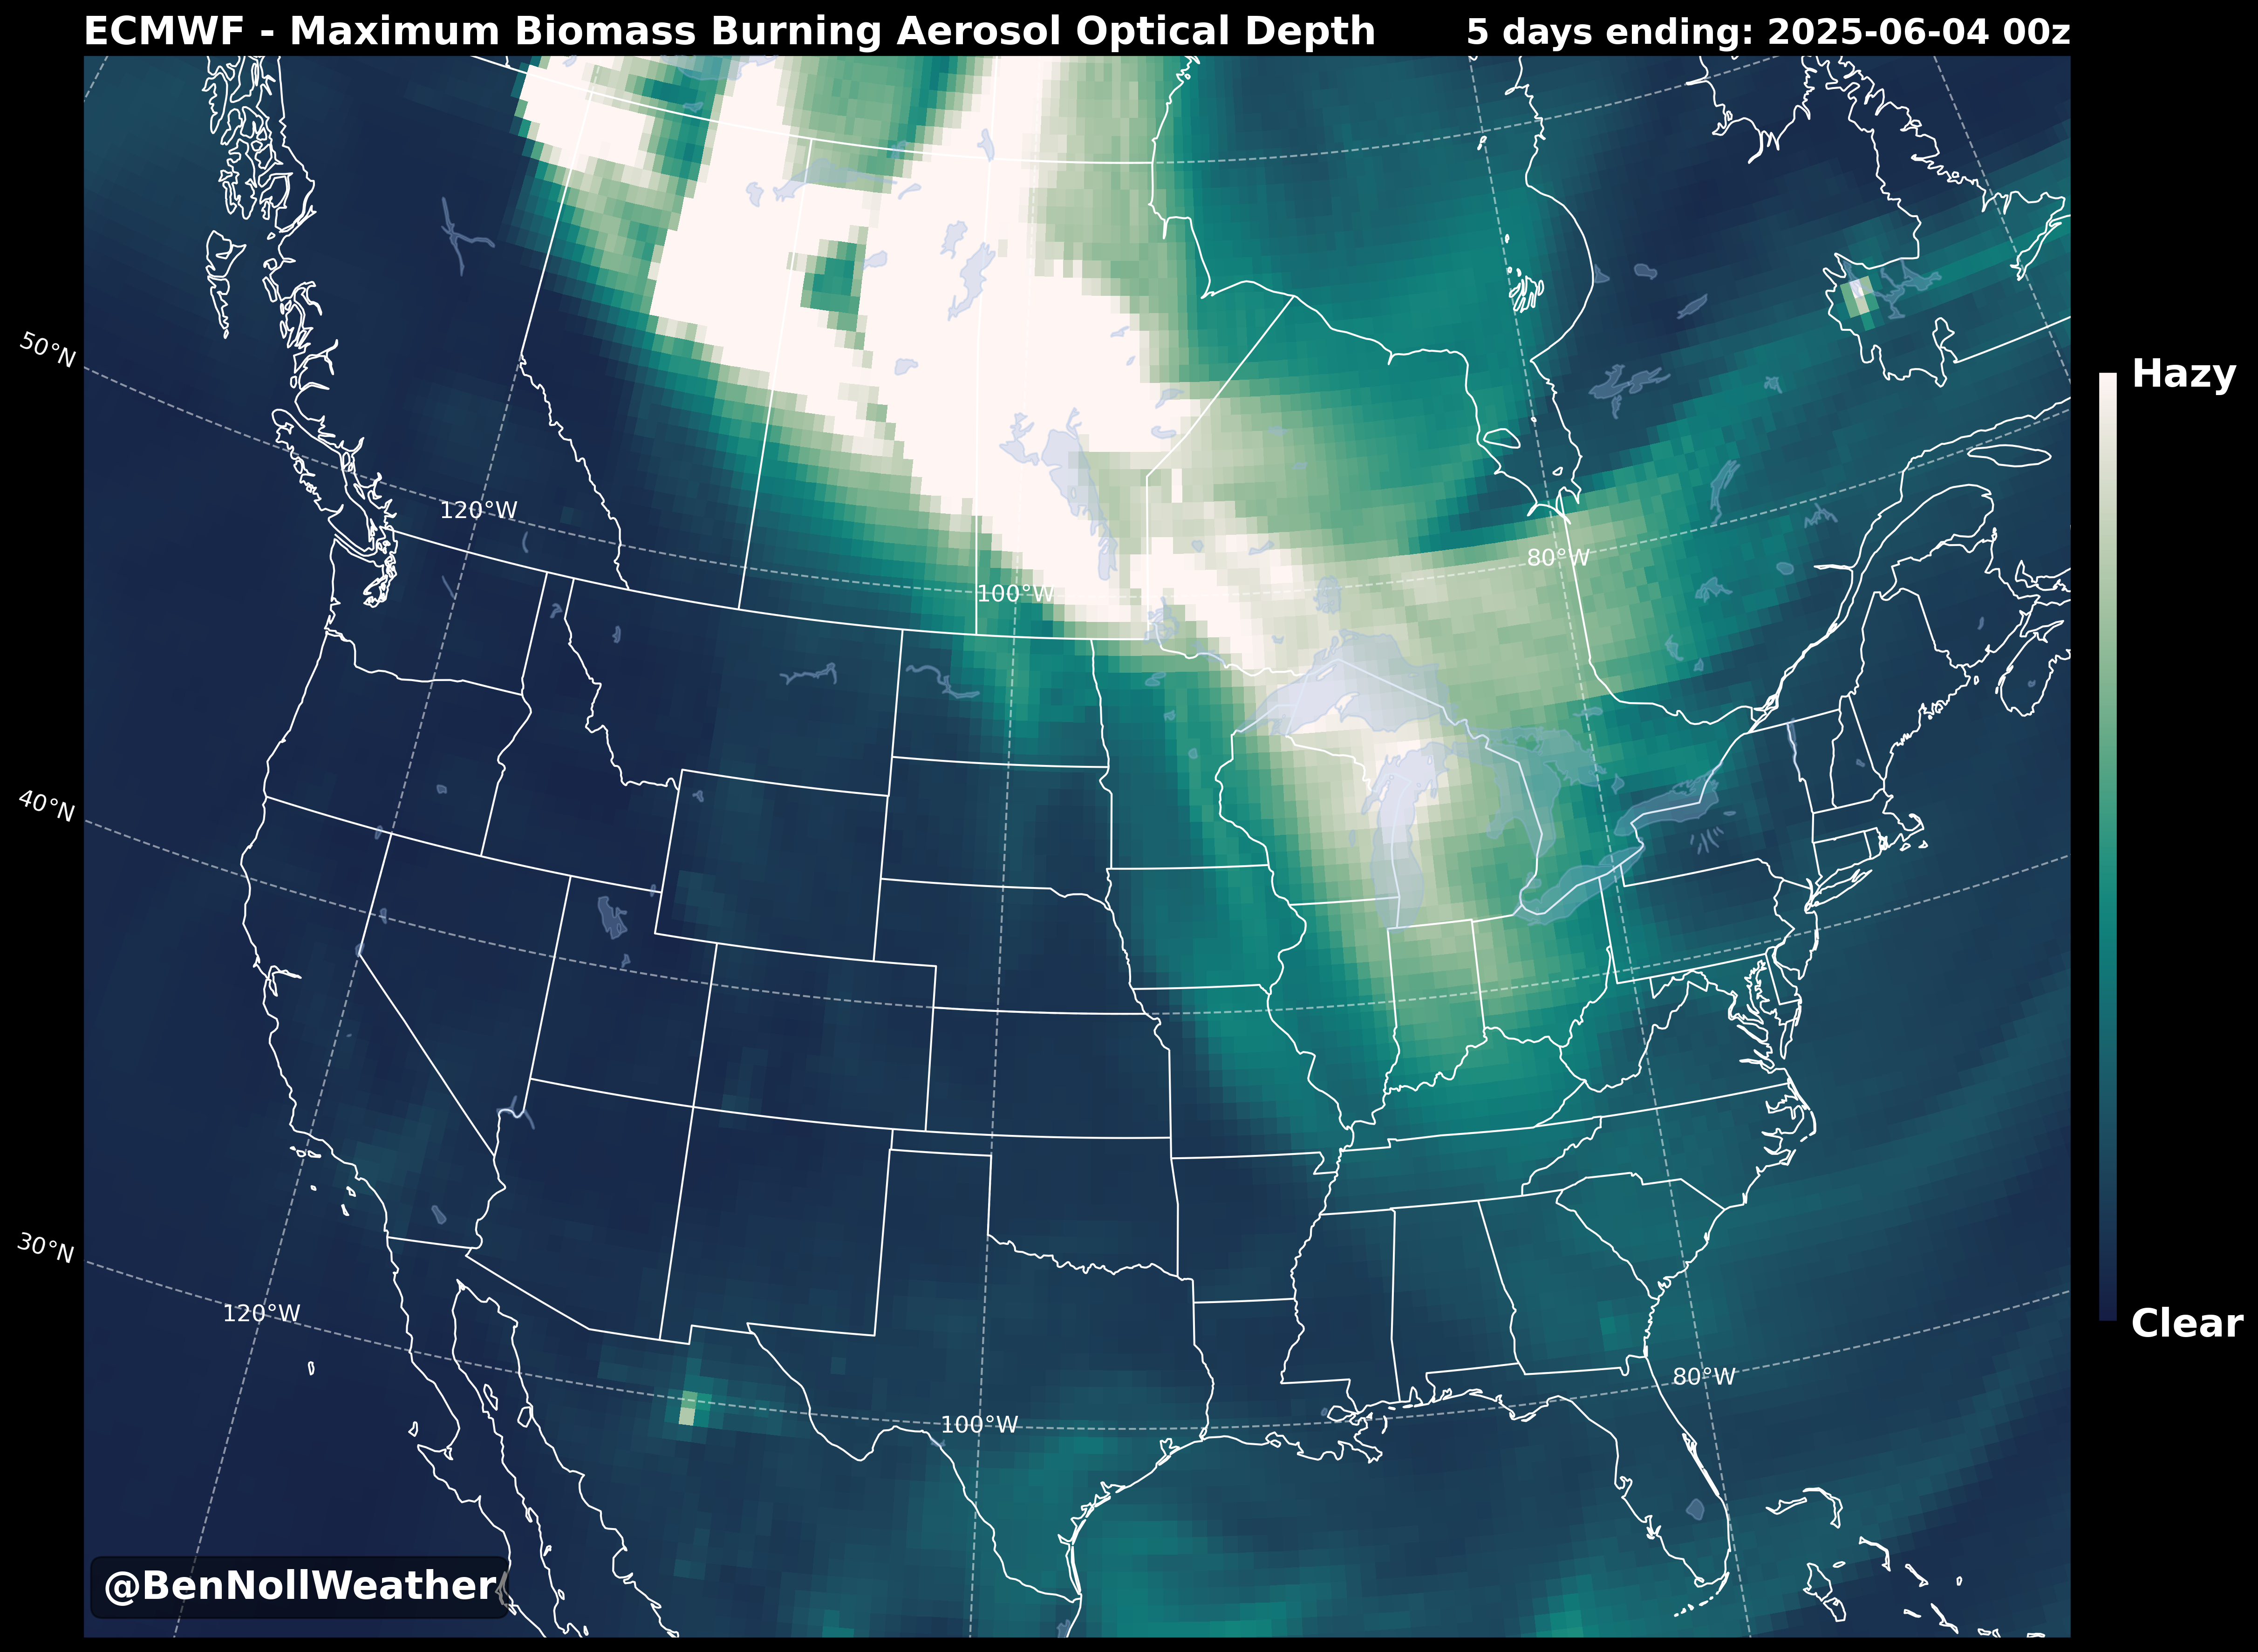 ECMWF - Maximum Biomass Burning Aerosol Optical Depth
5 days ending: 2025-06-04 00z
50°N
Hazy
120°W
80°W
100°W
40°N
30°N
120°W
Clear
80°W
100°W
@BenNollWeather